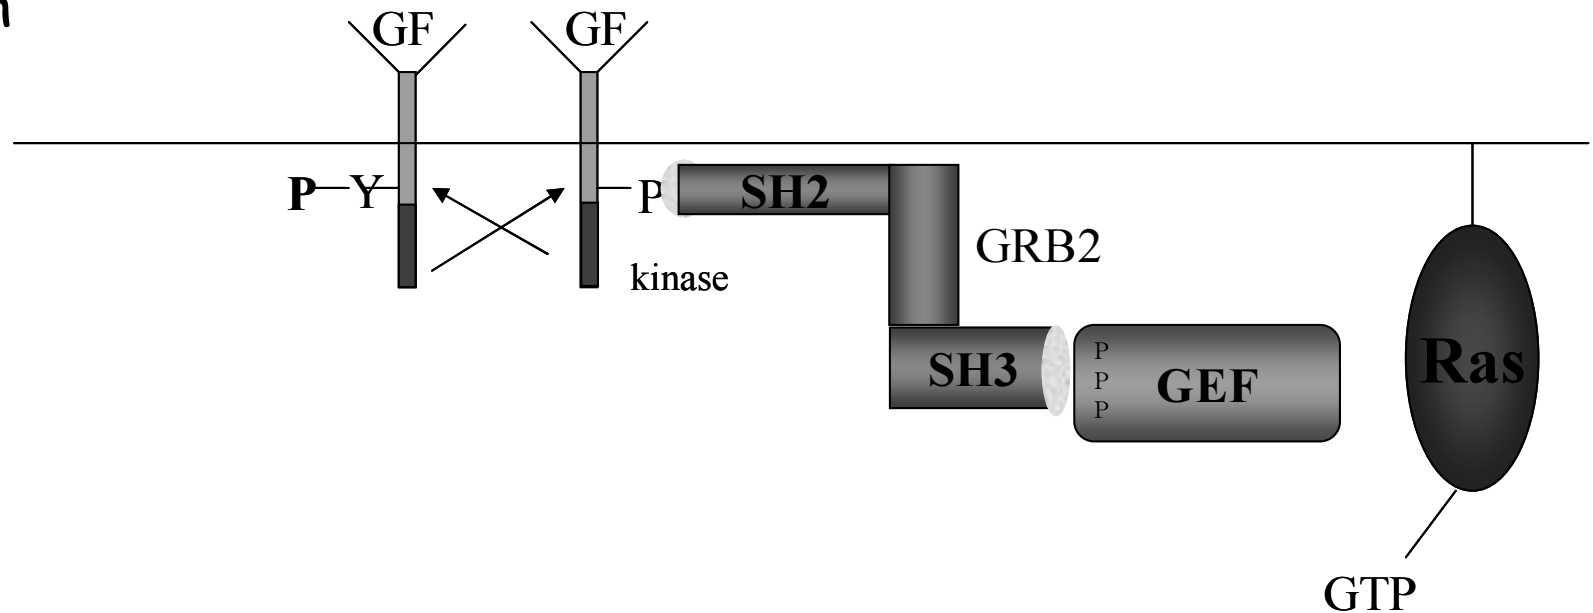 GF GF
P Y P SH2
GRB2
kinase
SH3 P P P GEF Ras
GTP